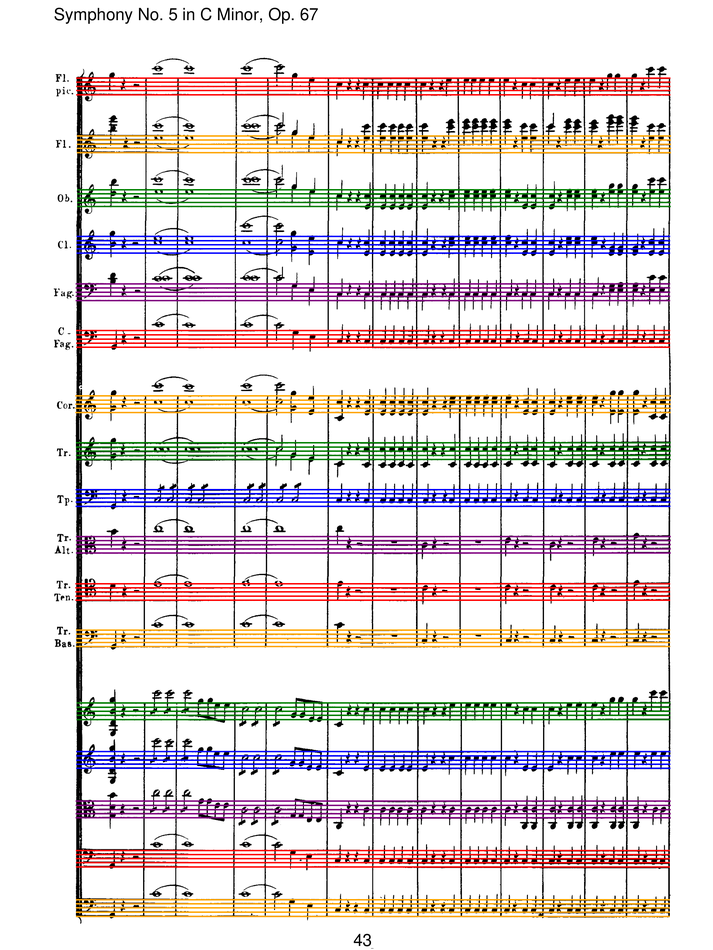 Symphony No. 5 in C Minor, Op. 67
Fl.
pic.
Fl.
Ob.
Cl.
Fag.
C -
Fag.
Cor.
Tr.
Tp.
Tr.
Alt.
Tr.
Ten.
Tr.
Bas.
43